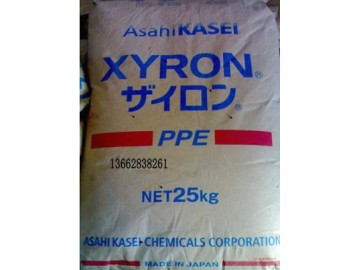 AsahiKASEI
XYRON®
ザイロン®
PPE
13662838261
NET25kg
ASAHI KASEI CHEMICALS CORPORATION
MADE IN JAPAN